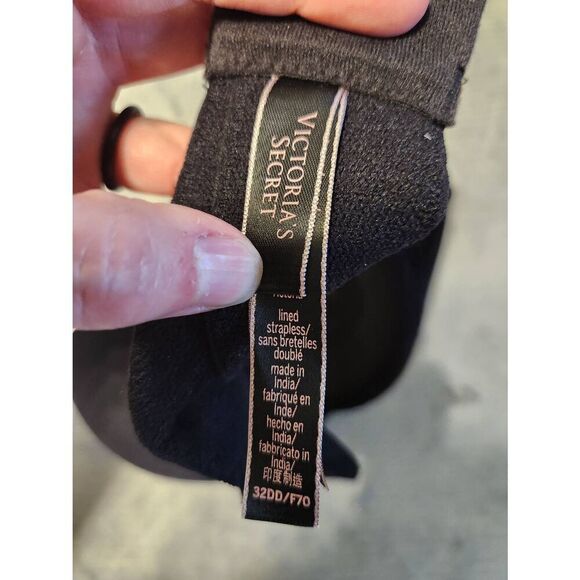 VICTORIA'S
SECRET
lined
strapless/
sans bretelles
doublé
made in
India/
fabriqué en
Inde/
hecho en
India/
fabbricato in
India/
印度制造
32DD/F70